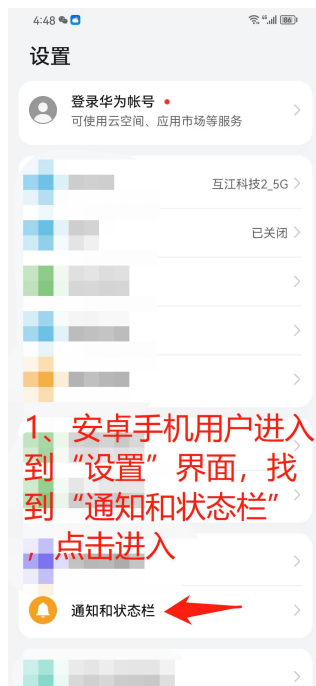 4:48
86
设置
登录华为帐号
可使用云空间、应用市场等服务
互江科技2_5G
已关闭
1、安卓手机用户进入
到“设置”界面，找
到“通知和状态栏”
，点击进入
通知和状态栏